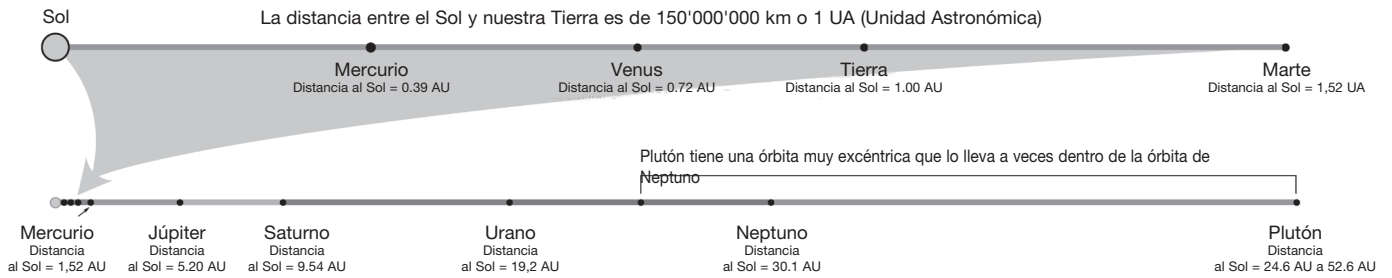 Sol
La distancia entre el Sol y nuestra Tierra es de 150'000'000 km o 1 UA (Unidad Astronómica)
Mercurio
Distancia al Sol = 0.39 AU
Venus
Distancia al Sol = 0.72 AU
Tierra
Distancia al Sol = 1.00 AU
Marte
Distancia al Sol = 1,52 UA
Plutón tiene una órbita muy excéntrica que lo lleva a veces dentro de la órbita de
Neptuno
Mercurio
Distancia
al Sol = 1,52 AU
Júpiter
Distancia
al Sol = 5.20 AU
Saturno
Distancia
al Sol = 9.54 AU
Urano
Distancia
al Sol = 19,2 AU
Neptuno
Distancia
al Sol = 30.1 AU
Plutón
Distancia
al Sol = 24.6 AU a 52.6 AU